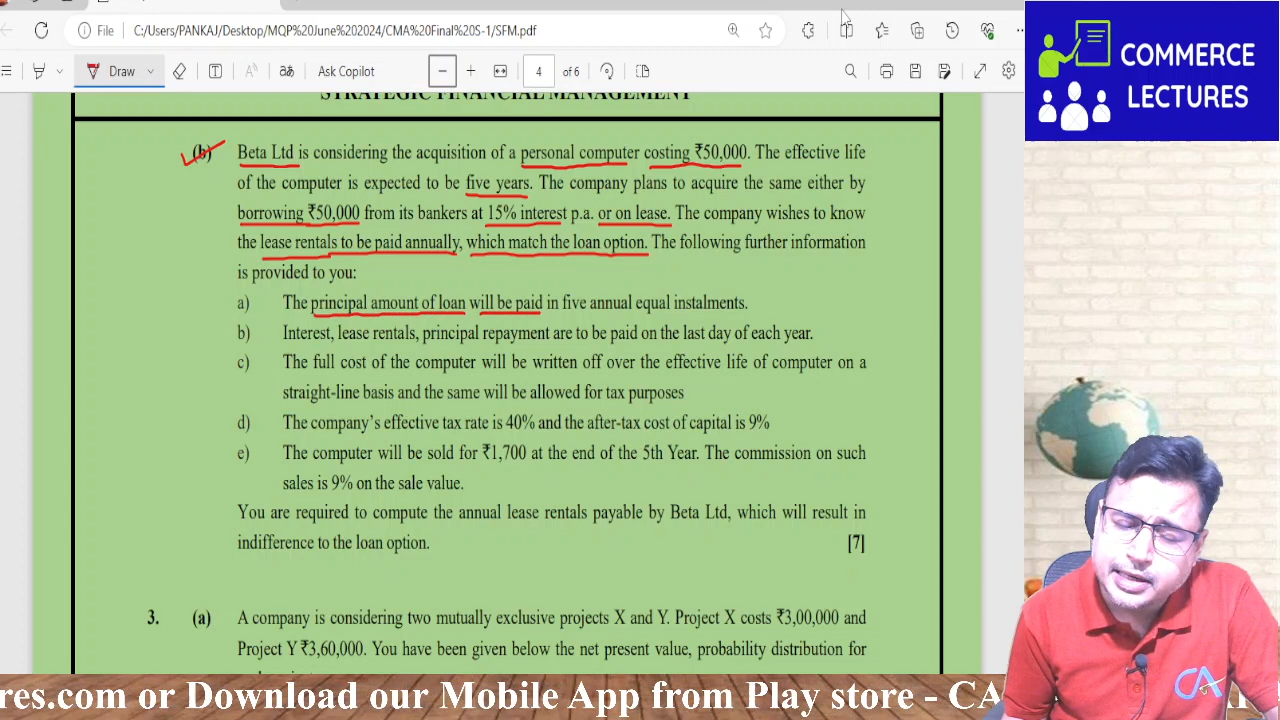 File
C:/Users/PANKAJ/Desktop/MQP%20June%202024/CMA%20Final%20S-1/SFM.pdf
Draw
Ask Copilot
4 of 6
STRATEGIC FINANCIAL MANAGEMENT
(b) Beta Ltd is considering the acquisition of a personal computer costing ₹50,000. The effective life
of the computer is expected to be five years. The company plans to acquire the same either by
borrowing ₹50,000 from its bankers at 15% interest p.a. or on lease. The company wishes to know
the lease rentals to be paid annually, which match the loan option. The following further information
is provided to you:
a) The principal amount of loan will be paid in five annual equal instalments.
b) Interest, lease rentals, principal repayment are to be paid on the last day of each year.
c) The full cost of the computer will be written off over the effective life of computer on a
straight-line basis and the same will be allowed for tax purposes
d) The company's effective tax rate is 40% and the after-tax cost of capital is 9%
e) The computer will be sold for ₹1,700 at the end of the 5th Year. The commission on such
sales is 9% on the sale value.
You are required to compute the annual lease rentals payable by Beta Ltd, which will result in
indifference to the loan option. [7]
3. (a) A company is considering two mutually exclusive projects X and Y. Project X costs ₹3,00,000 and
Project Y ₹3,60,000. You have been given below the net present value, probability distribution for
COMMERCE
LECTURES
res.com or Download our Mobile App from Play store - CA